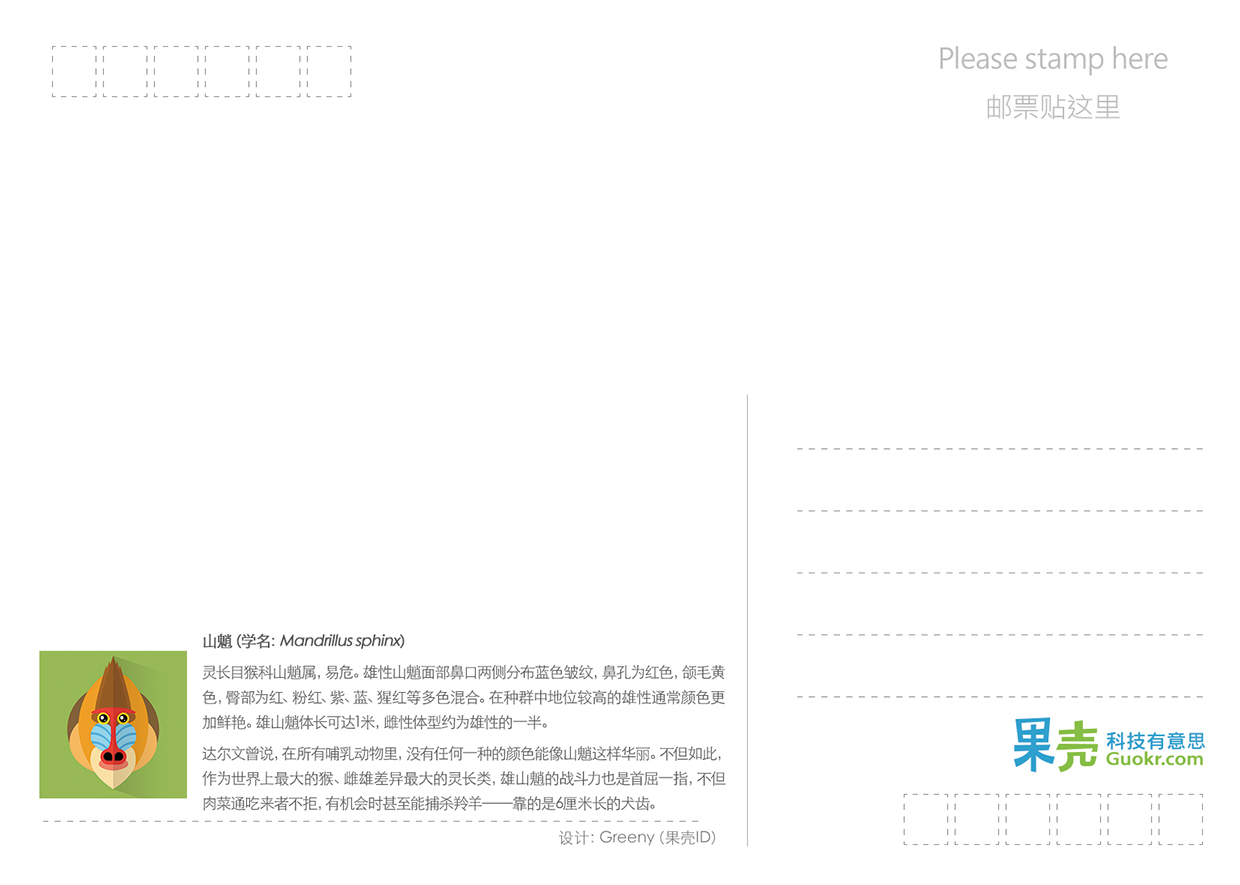 Please stamp here
邮票贴这里
山魈 (学名: Mandrillus sphinx)
灵长目猴科山魈属, 易危。雄性山魈面部鼻口两侧分布蓝色皱纹, 鼻孔为红色, 颌毛黄
色, 臀部为红、粉红、紫、蓝、猩红等多色混合。在种群中地位较高的雄性通常颜色更
加鲜艳。雄山魈体长可达1米, 雌性体型约为雄性的一半。
达尔文曾说, 在所有哺乳动物里, 没有任何一种的颜色能像山魈这样华丽。不但如此,
作为世界上最大的猴、雌雄差异最大的灵长类, 雄山魈的战斗力也是首屈一指, 不但
肉菜通吃来者不拒, 有机会时甚至能捕杀羚羊——靠的是6厘米长的犬齿。
设计: Greeny (果壳ID)
果壳 科技有意思
Guokr.com